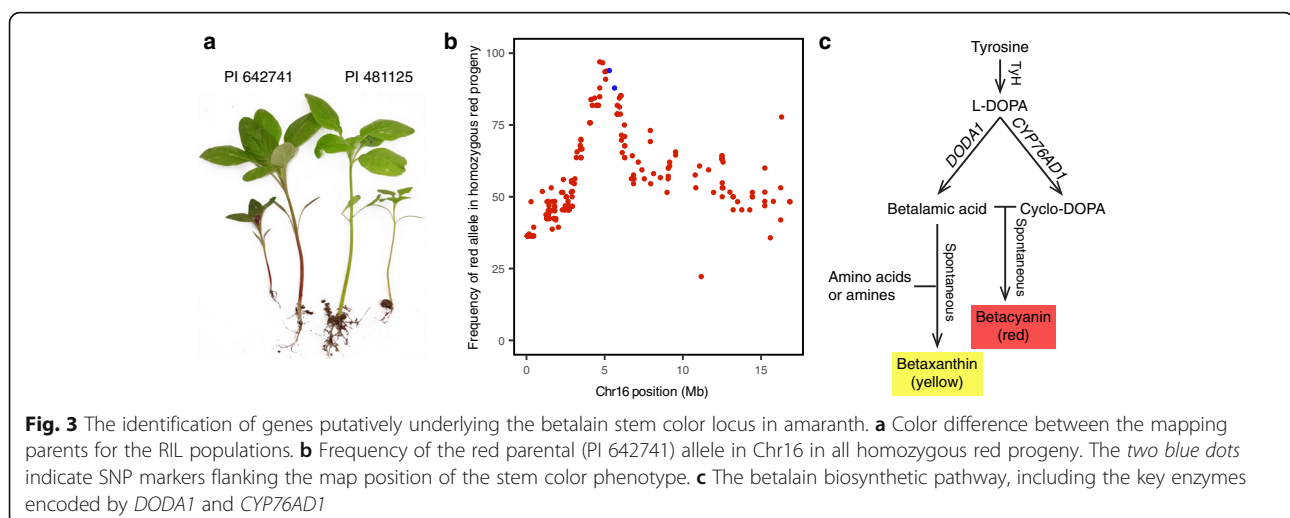 a
PI 642741 PI 481125
b
Frequency of red allele in homozygous red progeny
100
75
50
25
0
0 5 10 15
Chr16 position (Mb)
c
Tyrosine
TyH
L-DOPA
DODA1
CYP76AD1
Betalamic acid
Cyclo-DOPA
Spontaneous
Spontaneous
Amino acids
or amines
Betacyanin
(red)
Betaxanthin
(yellow)
Fig. 3 The identification of genes putatively underlying the betalain stem color locus in amaranth. a Color difference between the mapping
parents for the RIL populations. b Frequency of the red parental (PI 642741) allele in Chr16 in all homozygous red progeny. The two blue dots
indicate SNP markers flanking the map position of the stem color phenotype. c The betalain biosynthetic pathway, including the key enzymes
encoded by DODA1 and CYP76AD1